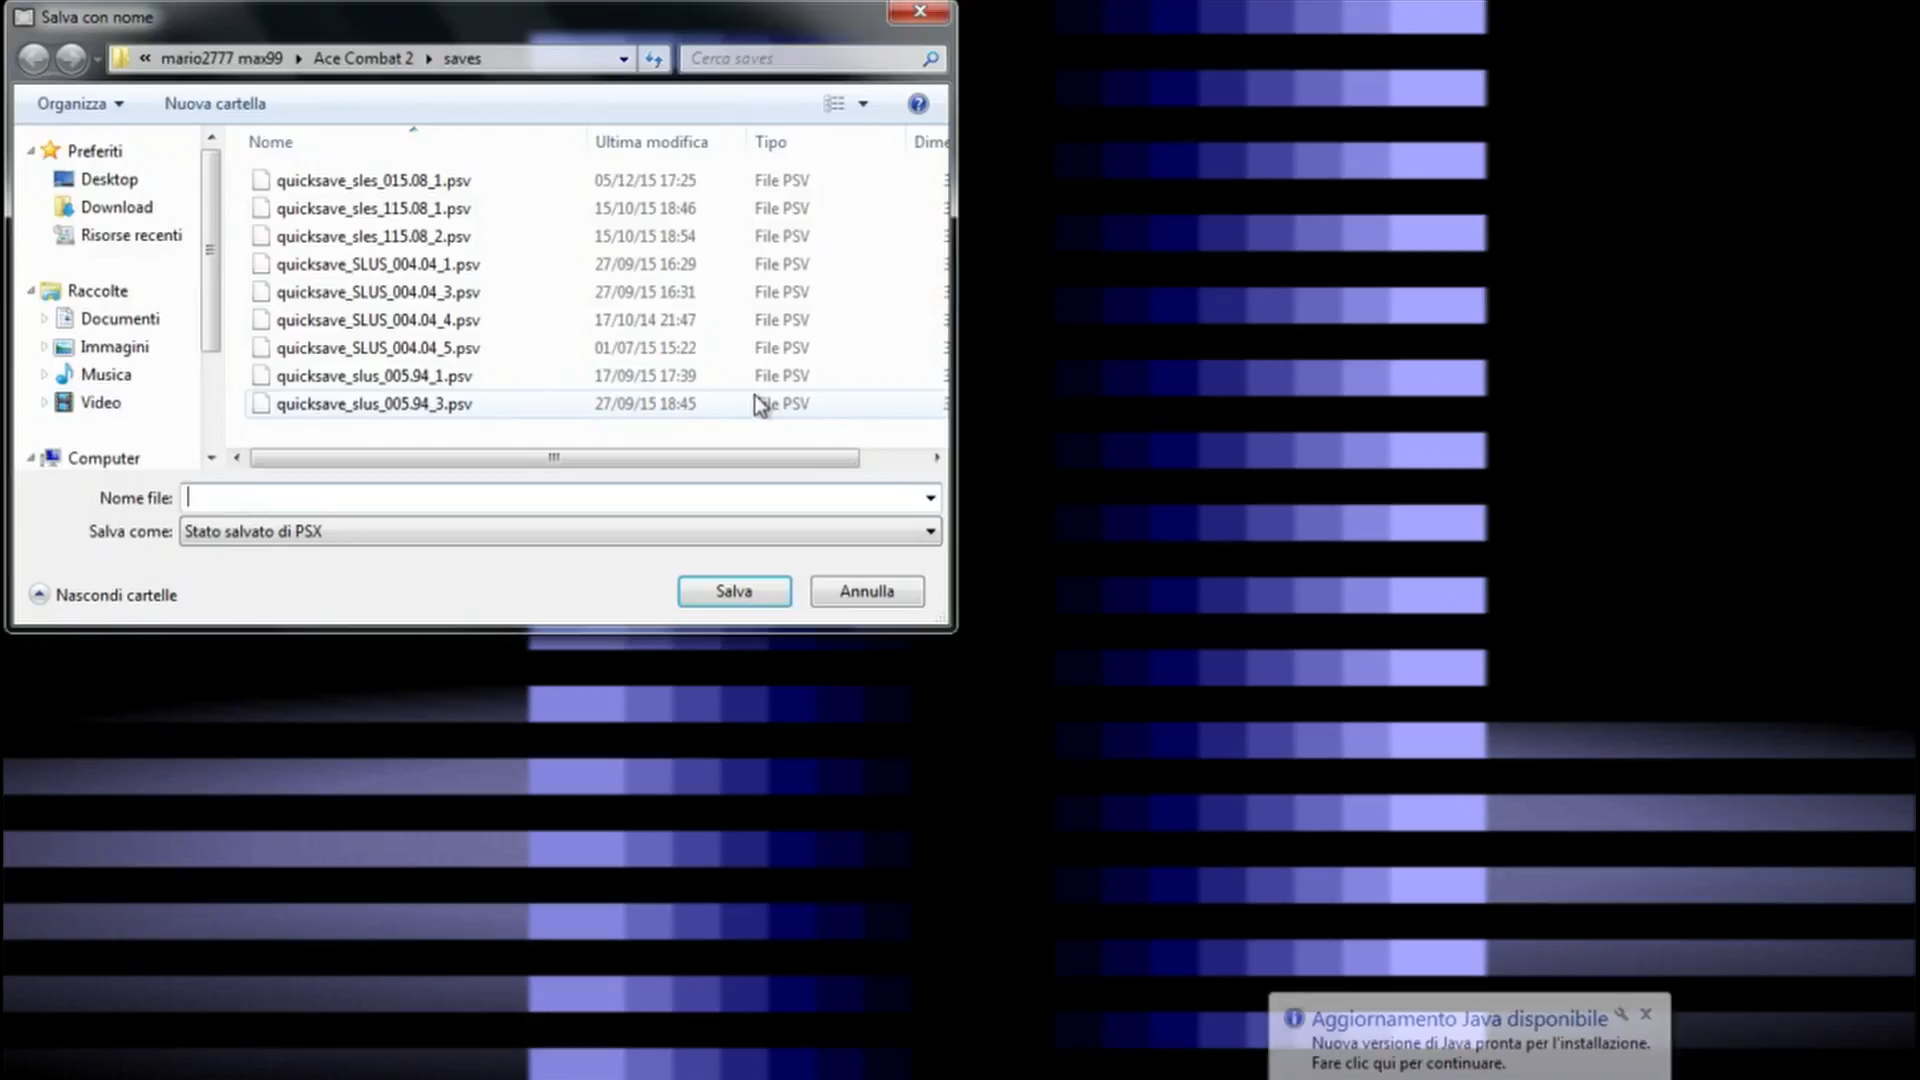 Salva con nome
« mario2777 max99 Ace Combat 2 saves
Cerca saves
Organizza Nuova cartella
Nome Ultima modifica Tipo
Preferiti
Desktop
Download
Risorse recenti
Raccolte
Documenti
Immagini
Musica
Video
Computer
quicksave_sles_015.08_1.psv 05/12/15 17:25 File PSV
quicksave_sles_115.08_1.psv 15/10/15 18:46 File PSV
quicksave_sles_115.08_2.psv 15/10/15 18:54 File PSV
quicksave_SLUS_004.04_1.psv 27/09/15 16:29 File PSV
quicksave_SLUS_004.04_3.psv 27/09/15 16:31 File PSV
quicksave_SLUS_004.04_4.psv 17/10/14 21:47 File PSV
quicksave_SLUS_004.04_5.psv 01/07/15 15:22 File PSV
quicksave_slus_005.94_1.psv 17/09/15 17:39 File PSV
quicksave_slus_005.94_3.psv 27/09/15 18:45 PSV
Nome file:
Salva come: Stato salvato di PSX
Nascondi cartelle
Salva
Annulla
Aggiornamento Java disponibile
Nuova versione di Java pronta per l'installazione.
Fare clic qui per continuare.